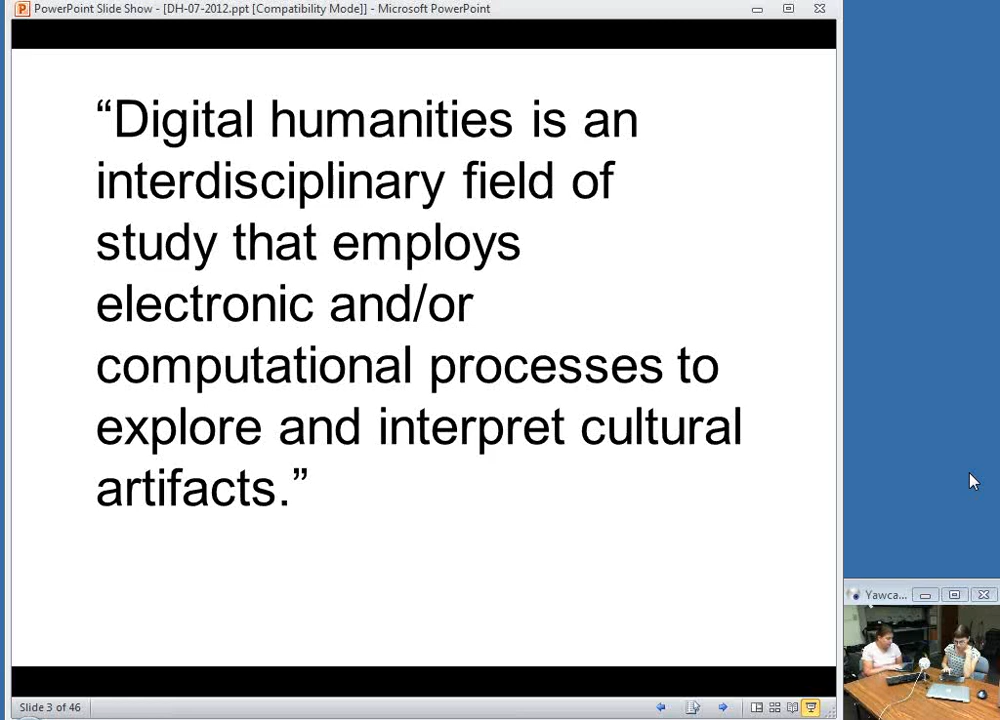 PowerPoint Slide Show - [DH-07-2012.ppt [Compatibility Mode]] - Microsoft PowerPoint
“Digital humanities is an
interdisciplinary field of
study that employs
electronic and/or
computational processes to
explore and interpret cultural
artifacts.”
Yawca...
Slide 3 of 46